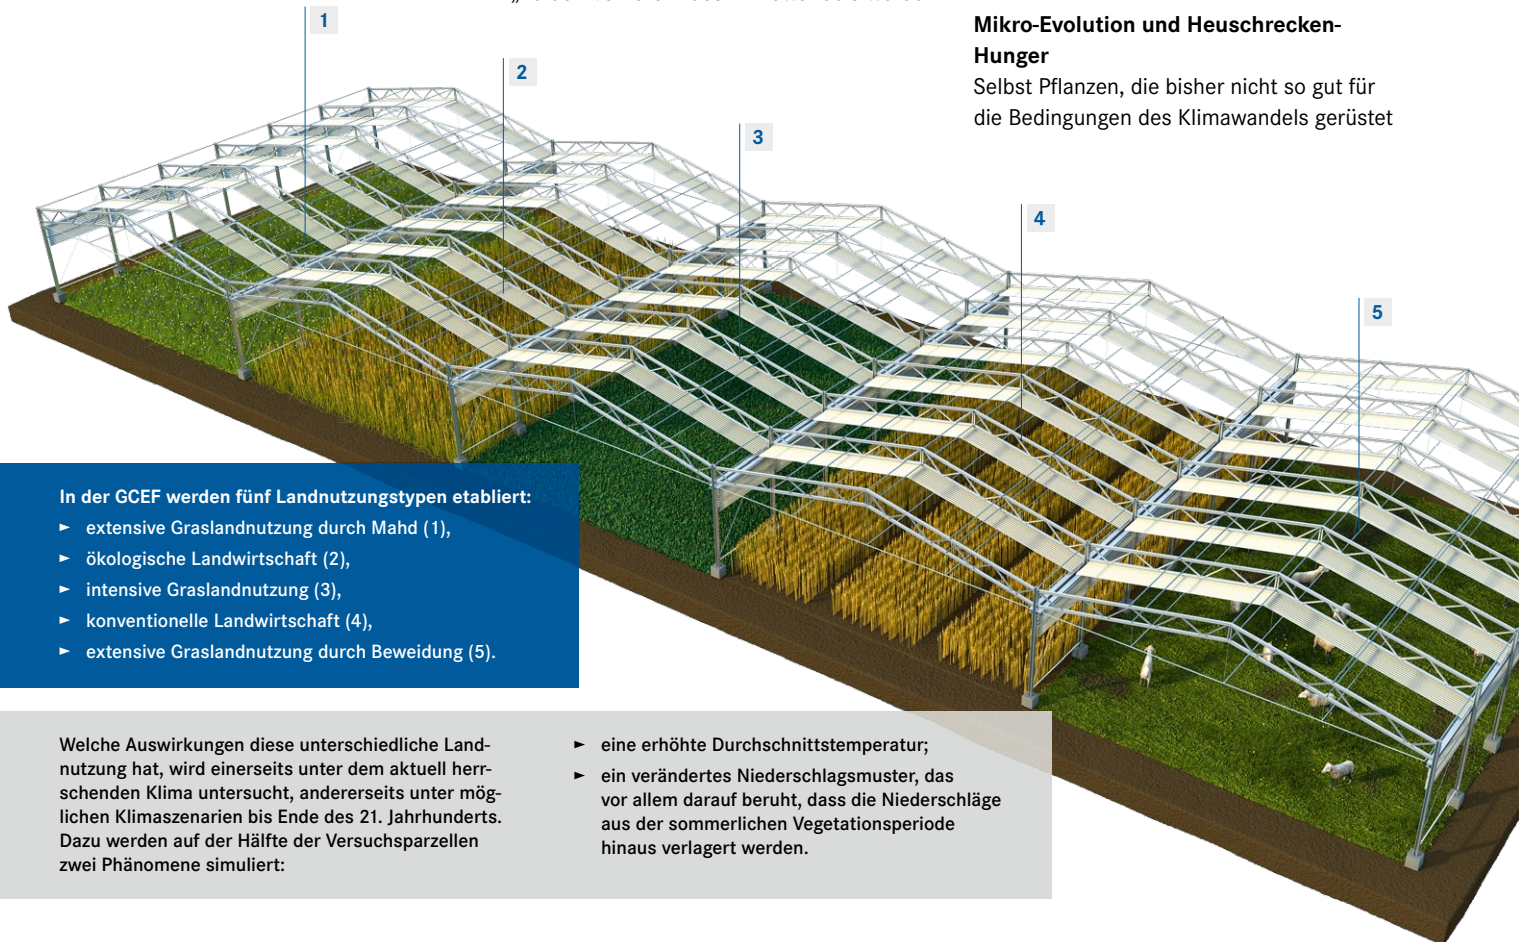 1
2
3
4
5
Mikro-Evolution und Heuschrecken-
Hunger
Selbst Pflanzen, die bisher nicht so gut für
die Bedingungen des Klimawandels gerüstet
In der GCEF werden fünf Landnutzungstypen etabliert:
► extensive Graslandnutzung durch Mahd (1),
► ökologische Landwirtschaft (2),
► intensive Graslandnutzung (3),
► konventionelle Landwirtschaft (4),
► extensive Graslandnutzung durch Beweidung (5).
Welche Auswirkungen diese unterschiedliche Land-
nutzung hat, wird einerseits unter dem aktuell herr-
schenden Klima untersucht, andererseits unter mög-
lichen Klimaszenarien bis Ende des 21. Jahrhunderts.
Dazu werden auf der Hälfte der Versuchsparzellen
zwei Phänomene simuliert:
► eine erhöhte Durchschnittstemperatur;
► ein verändertes Niederschlagsmuster, das
vor allem darauf beruht, dass die Niederschläge
aus der sommerlichen Vegetationsperiode
hinaus verlagert werden.